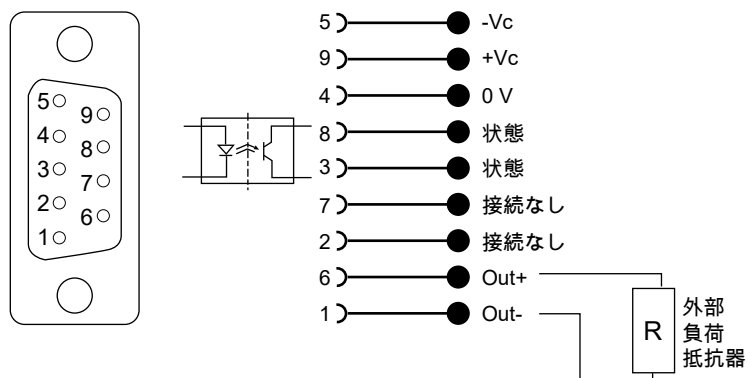 5 -Vc
9 +Vc
4 0 V
8 状態
3 状態
7 接続なし
2 接続なし
6 Out+
1 Out-
5
9
4
8
3
7
2
6
1
R
外部
負荷
抵抗器